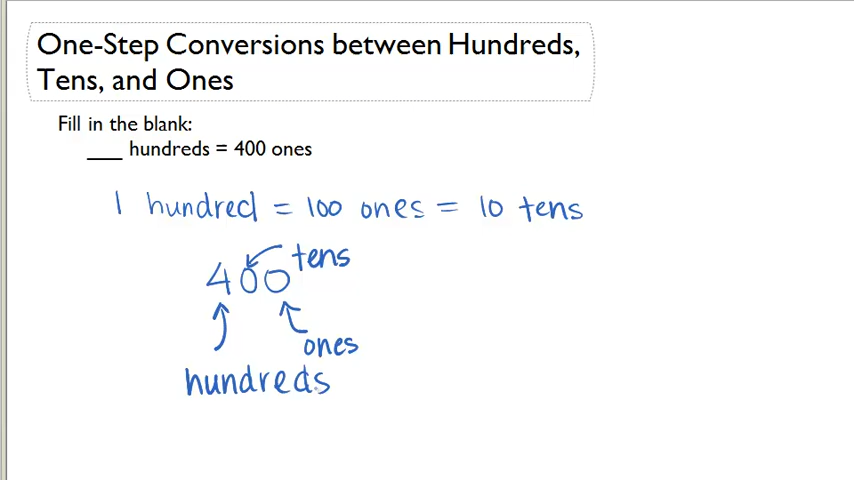 One-Step Conversions between Hundreds,
Tens, and Ones
Fill in the blank:
___ hundreds = 400 ones
1 hundred = 100 ones = 10 tens
tens
400
ones
hundreds